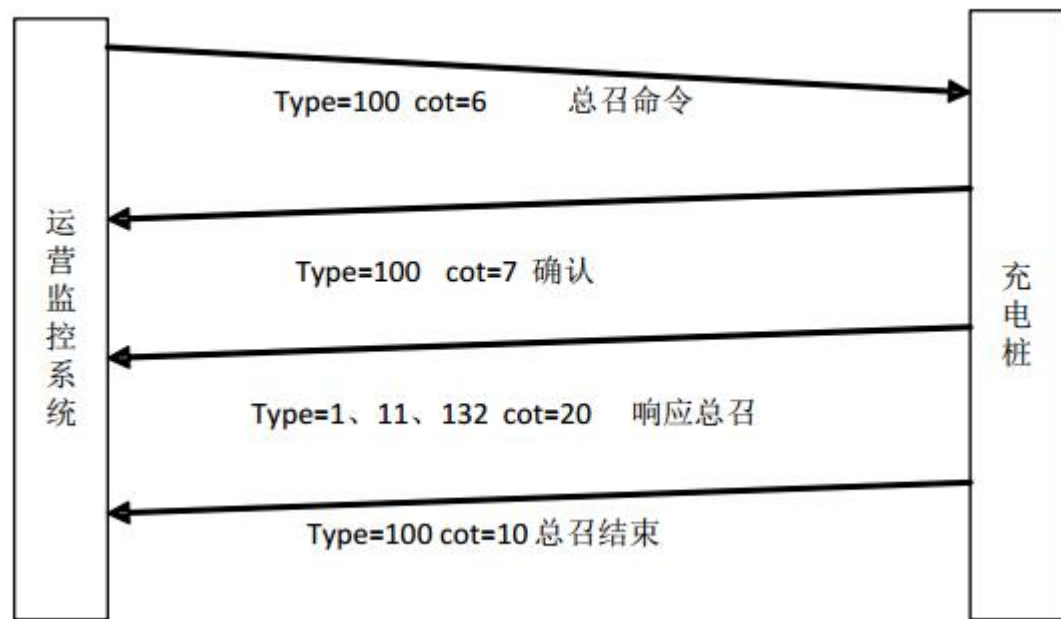 Type=100 cot=6 总召命令
运营监控系统
Type=100 cot=7 确认
充电桩
Type=1、11、132 cot=20 响应总召
Type=100 cot=10 总召结束